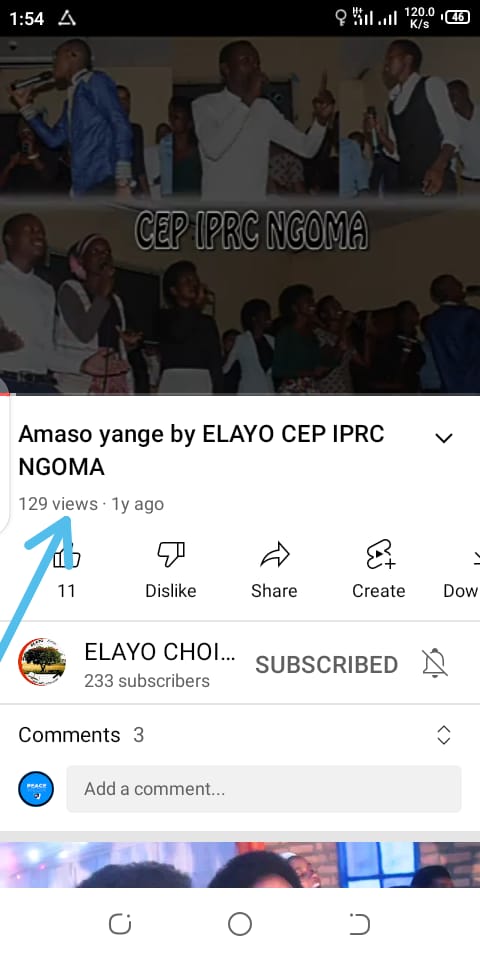 1:54
H+
120.0
K/s
46
CEP IPRC NGOMA
Amaso yange by ELAYO CEP IPRC
NGOMA
129 views · 1y ago
11
Dislike
Share
Create
Dow
ELAYO CHOI...
233 subscribers
SUBSCRIBED
Comments 3
PEACE
Add a comment...